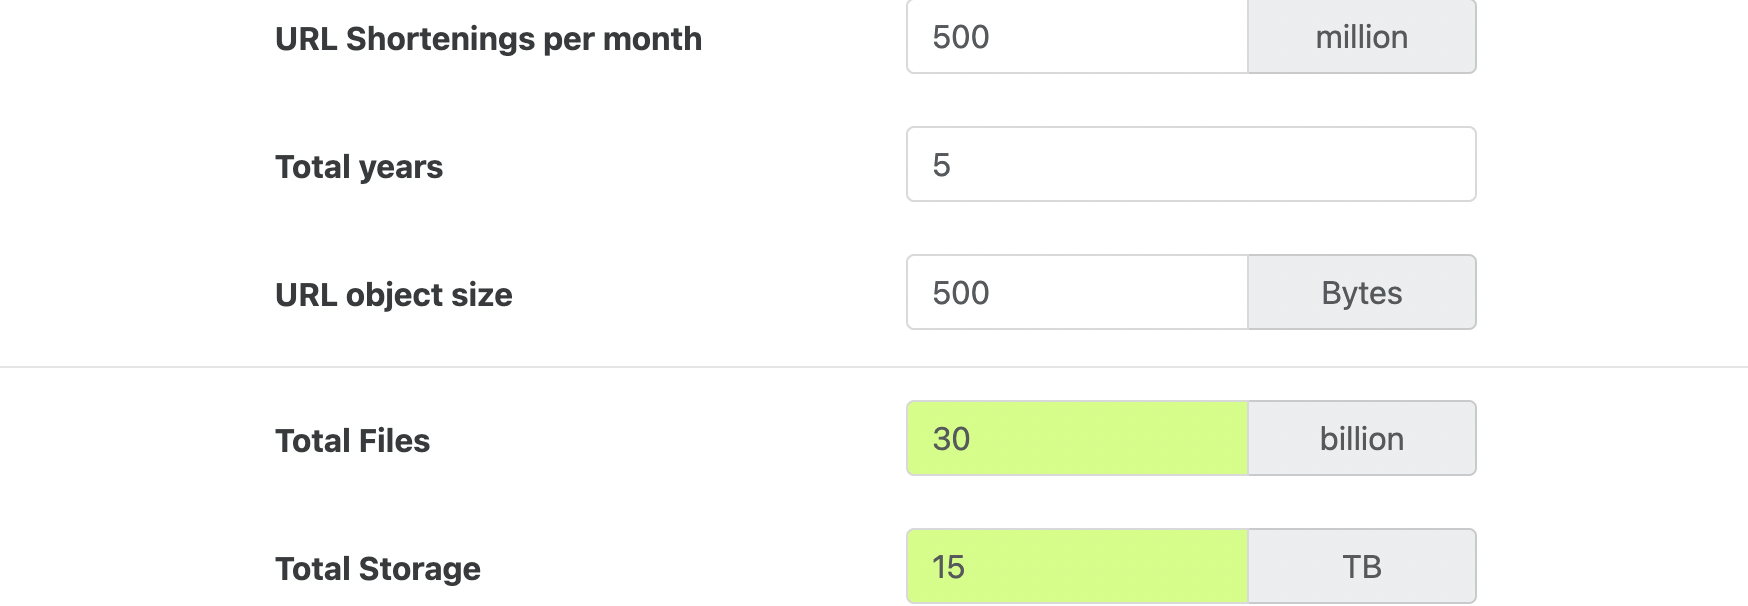 URL Shortenings per month 500 million
Total years 5
URL object size 500 Bytes
Total Files 30 billion
Total Storage 15 TB